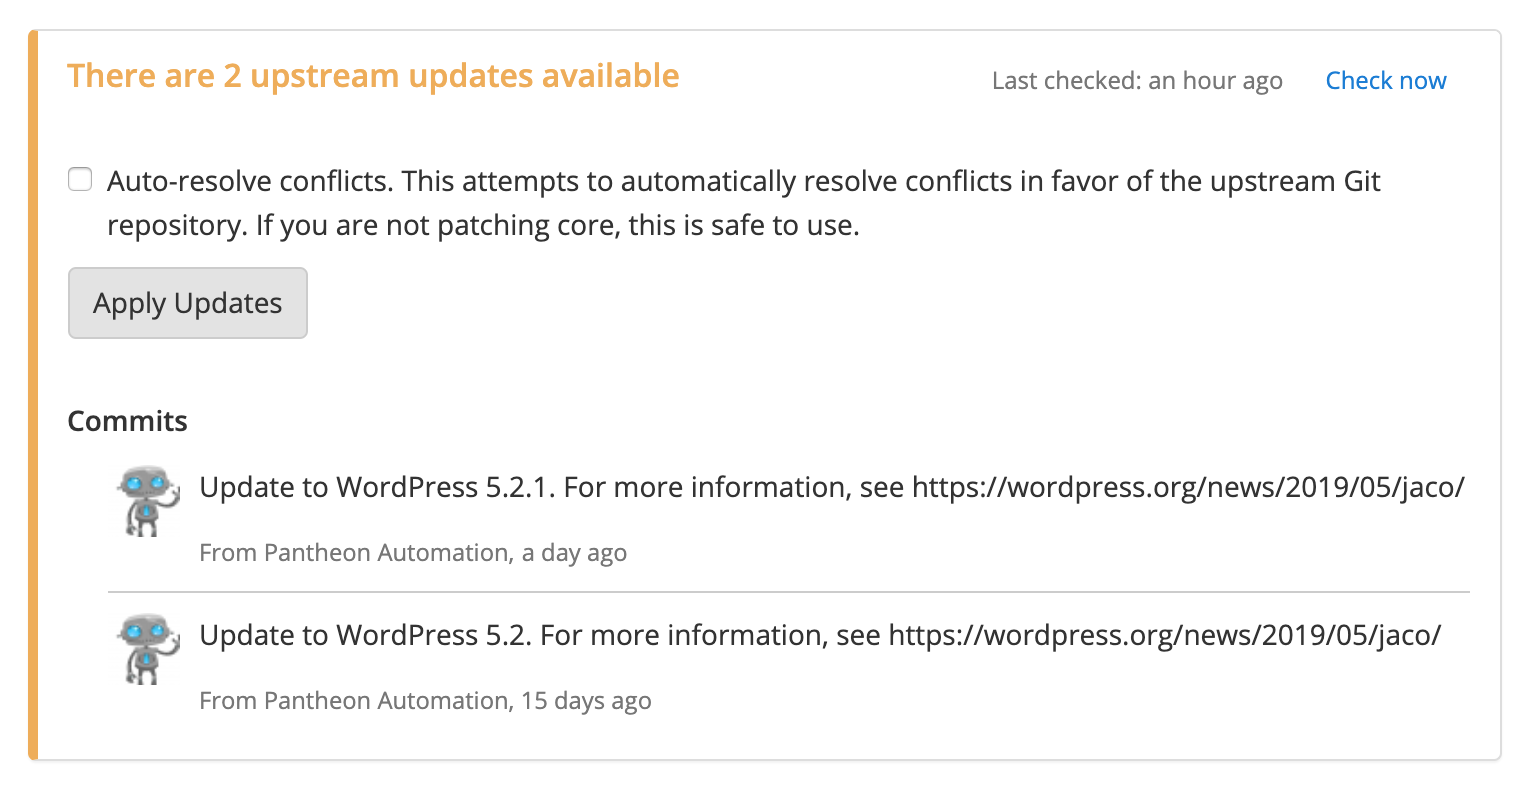 There are 2 upstream updates available
Last checked: an hour ago
Check now
Auto-resolve conflicts. This attempts to automatically resolve conflicts in favor of the upstream Git
repository. If you are not patching core, this is safe to use.
Apply Updates
Commits
Update to WordPress 5.2.1. For more information, see https://wordpress.org/news/2019/05/jaco/
From Pantheon Automation, a day ago
Update to WordPress 5.2. For more information, see https://wordpress.org/news/2019/05/jaco/
From Pantheon Automation, 15 days ago